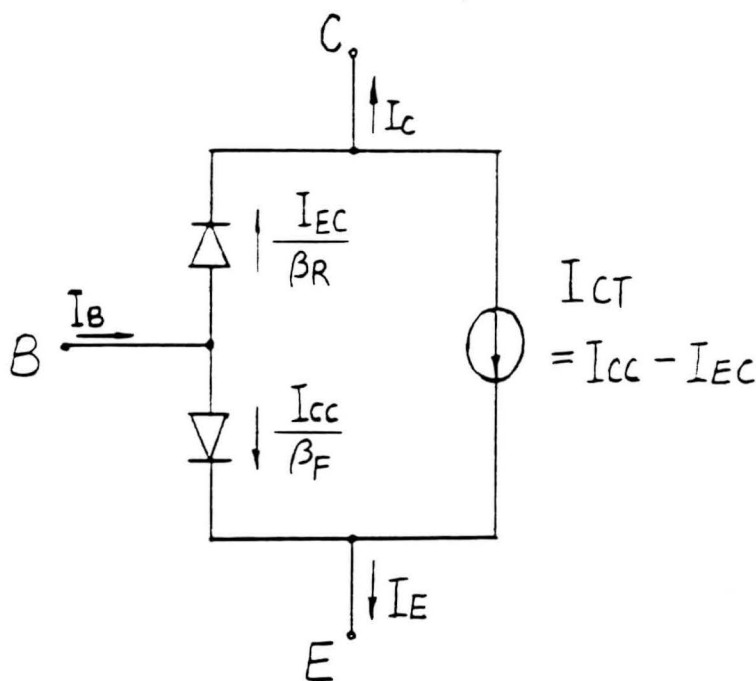 C
I_C
I_EC
β_R
I_CT
= I_CC − I_EC
I_B
B
I_CC
β_F
I_E
E